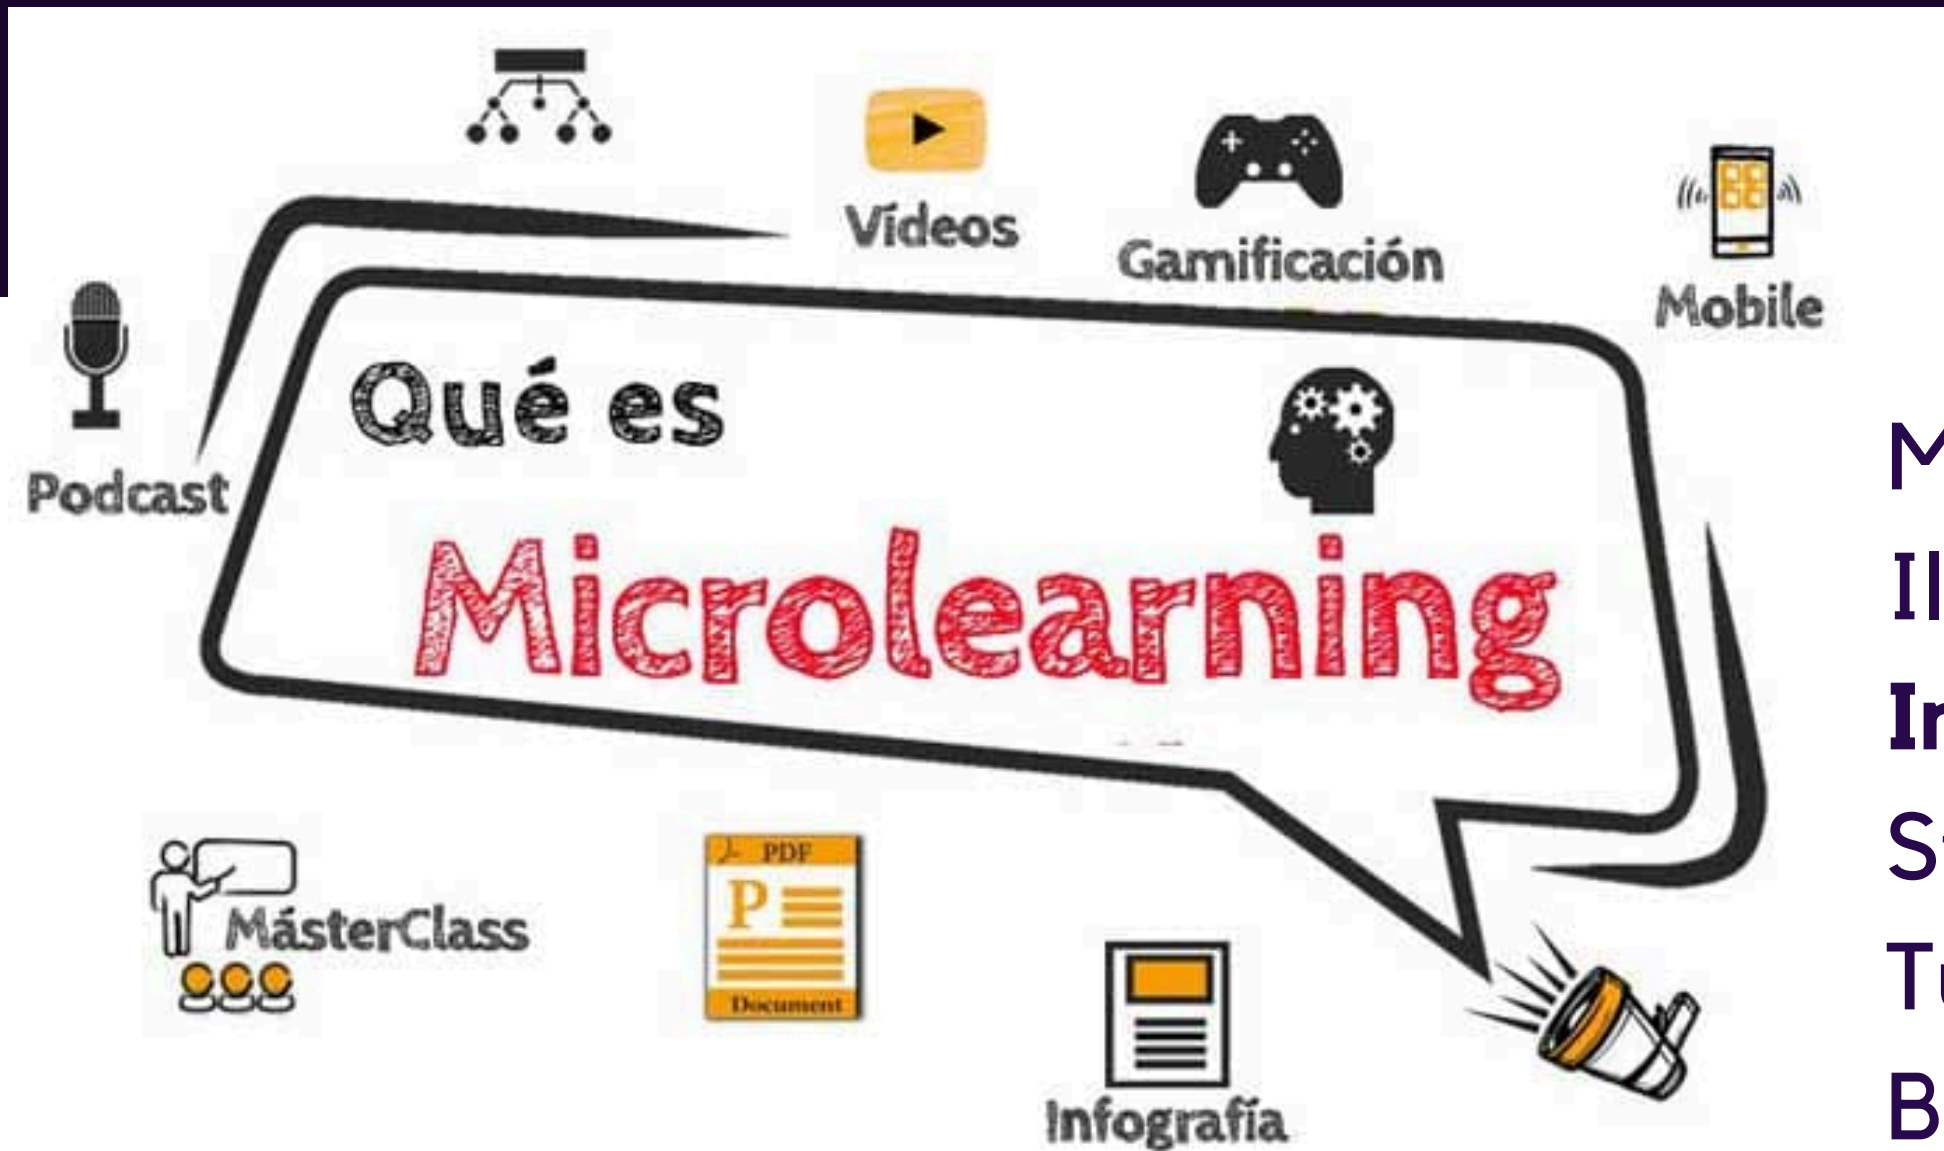 Vídeos
Gamificación
Mobile
Podcast
Qué es
Microlearning
MásterClass
PDF
P
Document
Infografía